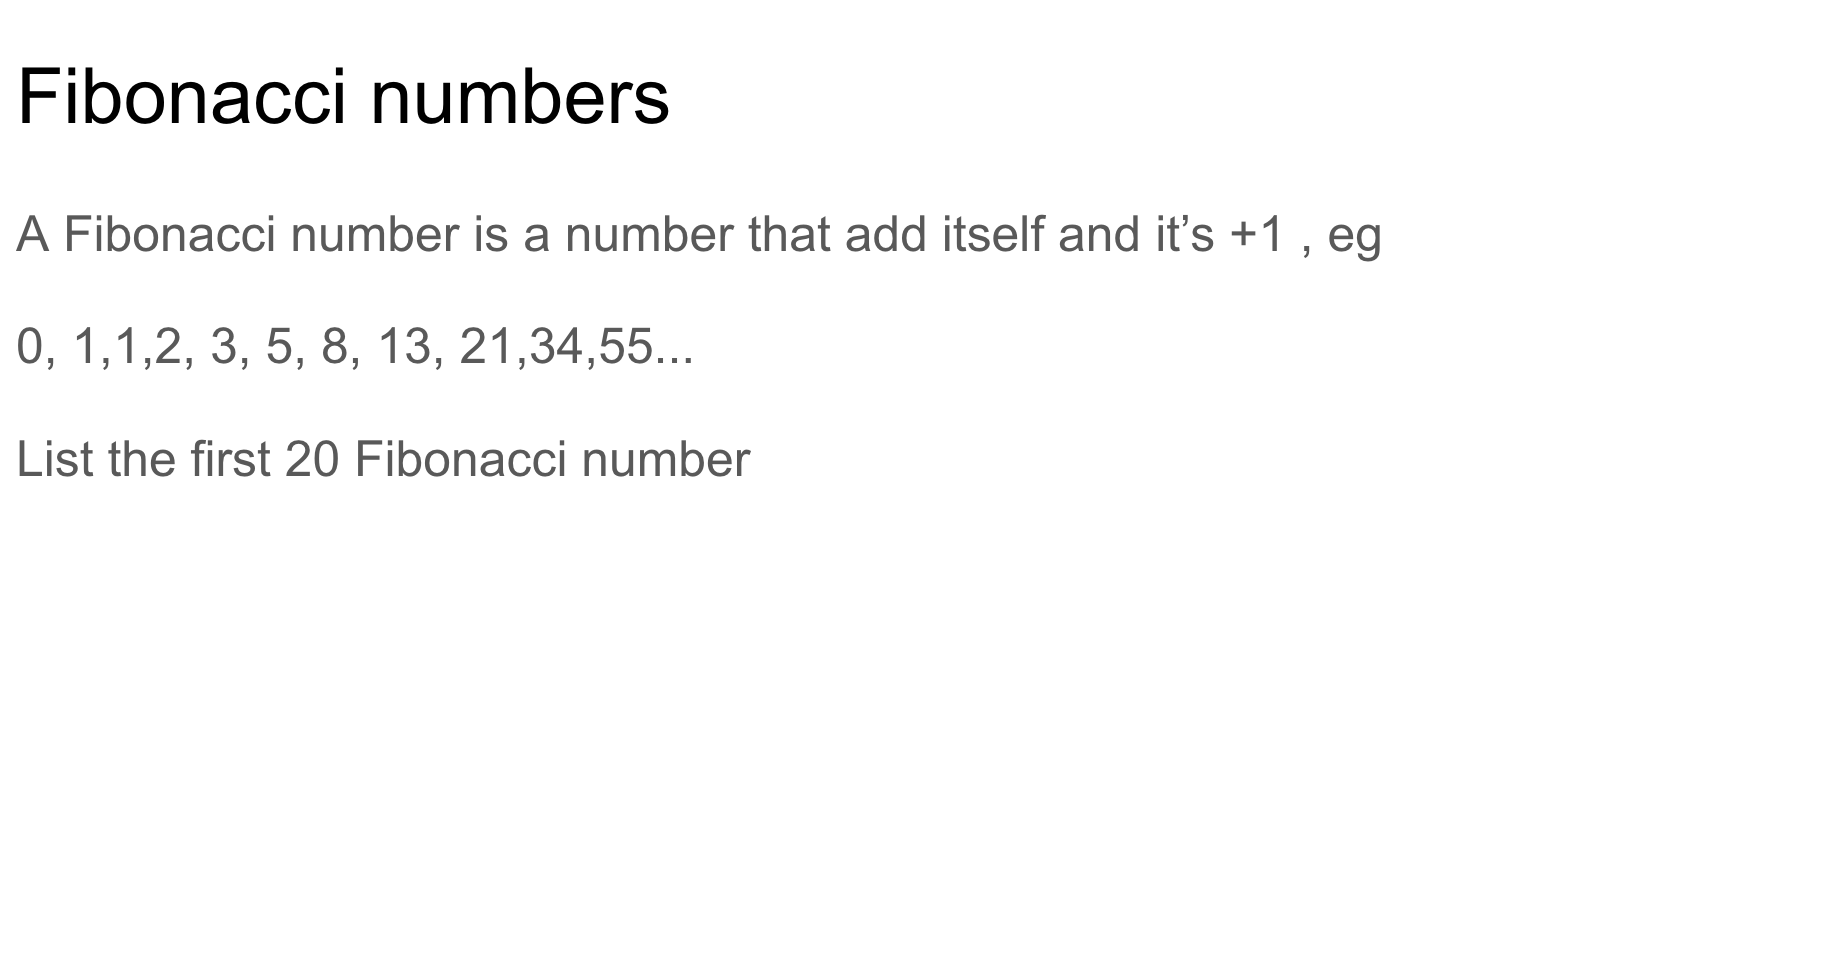 Fibonacci numbers
A Fibonacci number is a number that add itself and it’s +1 , eg
0, 1,1,2, 3, 5, 8, 13, 21,34,55...
List the first 20 Fibonacci number